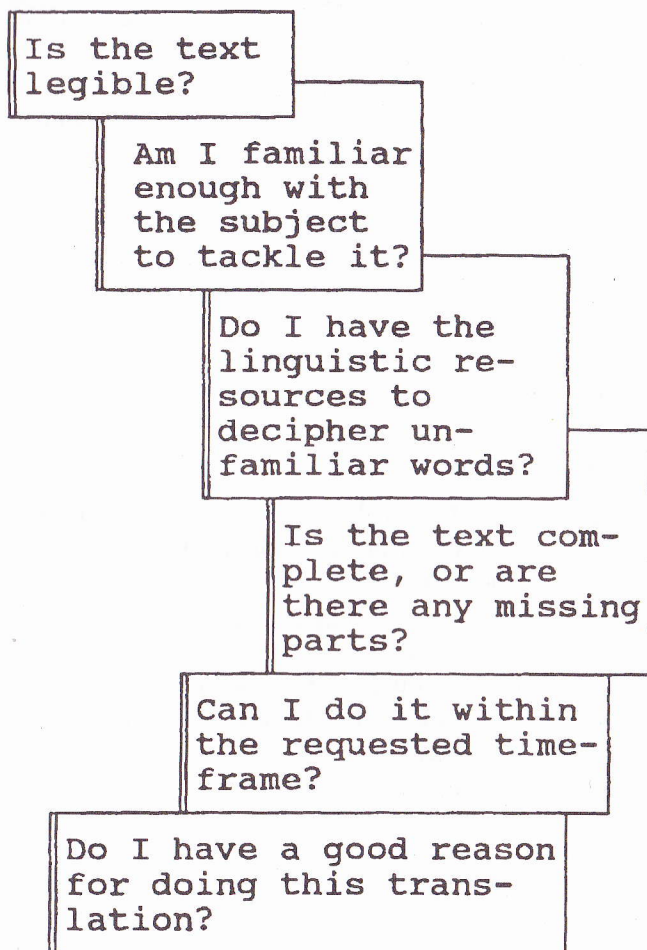 Is the text
legible?
Am I familiar
enough with
the subject
to tackle it?
Do I have the
linguistic re-
sources to
decipher un-
familiar words?
Is the text com-
plete, or are
there any missing
parts?
Can I do it within
the requested time-
frame?
Do I have a good reason
for doing this trans-
lation?